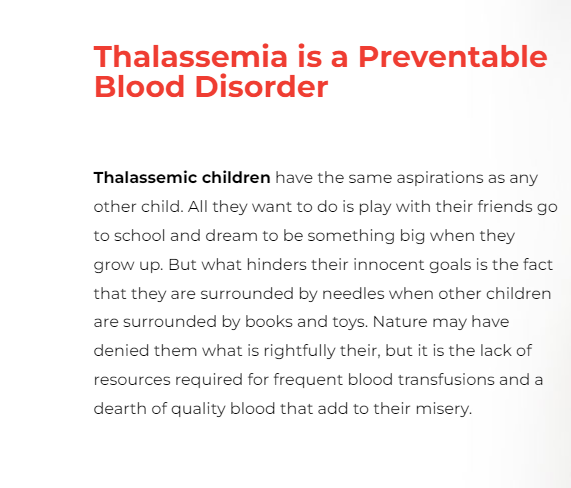 Thalassemia is a Preventable
Blood Disorder
Thalassemic children have the same aspirations as any
other child. All they want to do is play with their friends go
to school and dream to be something big when they
grow up. But what hinders their innocent goals is the fact
that they are surrounded by needles when other children
are surrounded by books and toys. Nature may have
denied them what is rightfully their, but it is the lack of
resources required for frequent blood transfusions and a
dearth of quality blood that add to their misery.